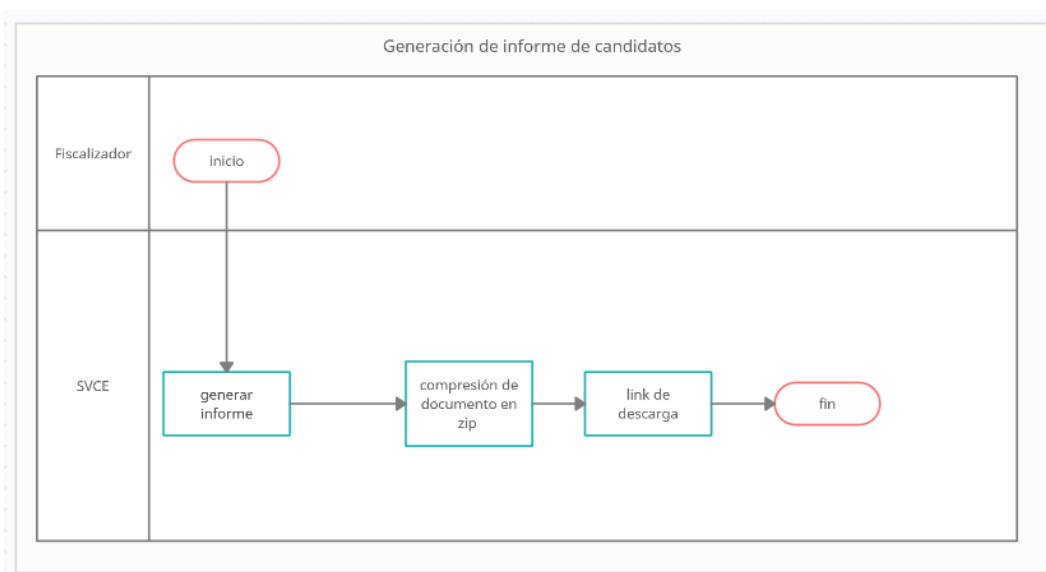 Generación de informe de candidatos
Fiscalizador
inicio
SVCE
generar
informe
compresión de
documento en
zip
link de
descarga
fin